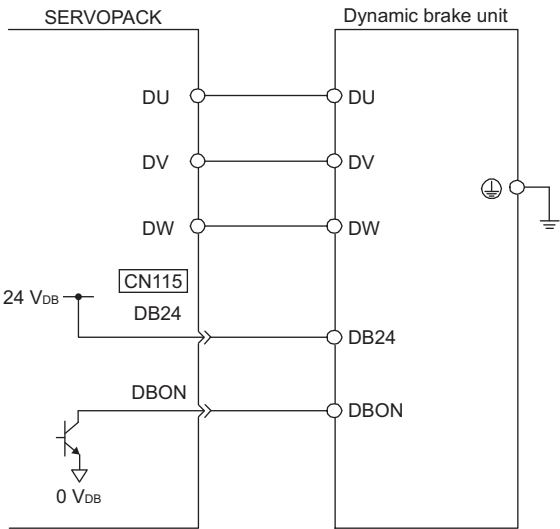 SERVOPACK
Dynamic brake unit
DU
DU
DV
DV
DW
DW
CN115
24 VDB
DB24
DB24
DBON
DBON
0 VDB